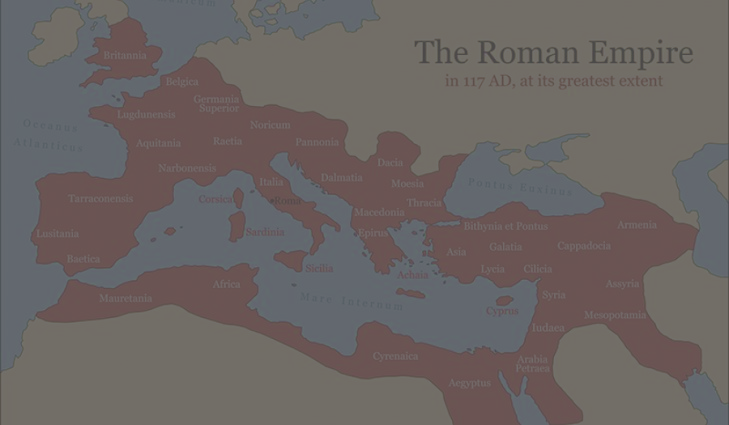 The Roman Empire
in 117 AD, at its greatest extent
Britannia
Belgica
Germania
Superior
Lugdunensis
Noricum
Aquitania
Raetia
Pannonia
Dacia
Narbonensis
Italia
Dalmatia
Moesia
Tarraconensis
Corsica
Roma
Thracia
Macedonia
Lusitania
Sardinia
Epirus
Bithynia et Pontus
Armenia
Baetica
Asia
Galatia
Cappadocia
Sicilia
Achaia
Lycia
Cilicia
Mauretania
Africa
Syria
Assyria
Cyprus
Mesopotamia
Iudaea
Cyrenaica
Arabia
Petraea
Aegyptus
Oceanus
Atlanticus
Pontus Euxinus
Mare Internum